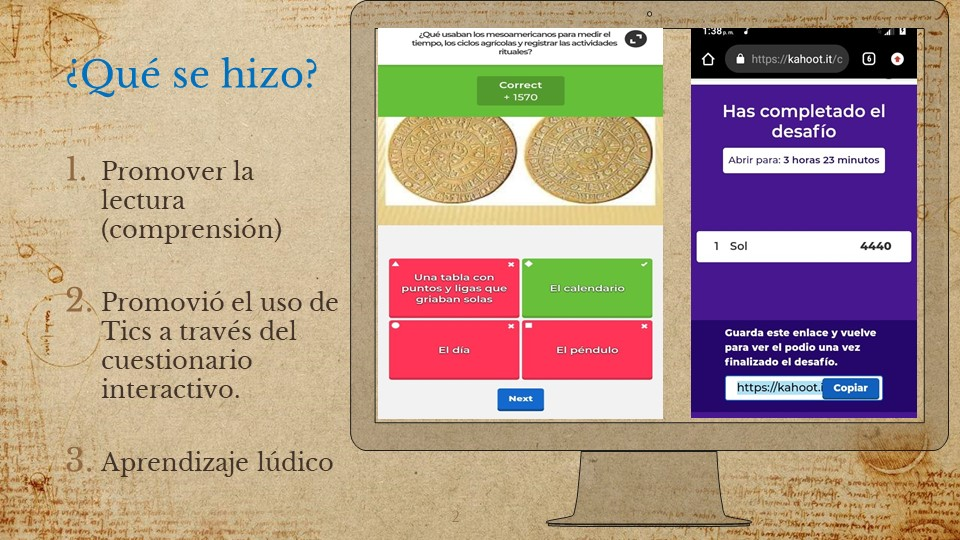 ¿Qué se hizo?
1. Promover la
lectura
(comprensión)
2. Promovió el uso de
Tics a través del
cuestionario
interactivo.
3. Aprendizaje lúdico
¿Qué usaban los mesoamericanos para medir el
tiempo, los ciclos agrícolas y registrar las actividades
rituales?
Correct
+ 1570
Una tabla con
puntos y ligas que
griaban solas
El calendario
El día
El péndulo
Next
1:38 p.m.
https://kahoot.it/c
6
Has completado el
desafío
Abrir para: 3 horas 23 minutos
1 Sol 4440
Guarda este enlace y vuelve
para ver el podio una vez
finalizado el desafío.
https://kahoot.i
Copiar
2